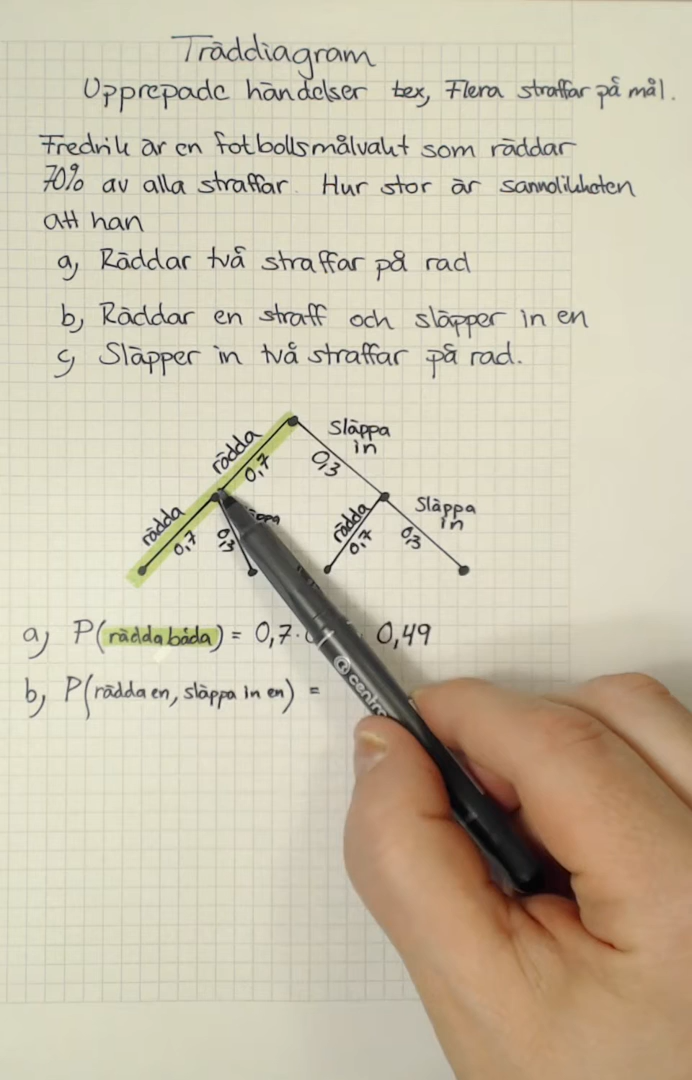 Träddiagram
Upprepade händelser tex, Flera straffar på mål.
Fredrik är en fotbollsmålvakt som räddar
70% av alla straffar. Hur stor är sannolikheten
att han
a, Räddar två straffar på rad
b, Räddar en straff och släpper in en
c, Släpper in två straffar på rad.
rädda
0,7
Släppa
in
0,3
rädda
0,7
0,3
rädda
0,7
Släppa
in
0,3
a) P(rädda båda) = 0,7· 0,49
b, P(rädda en, släppa in en) =